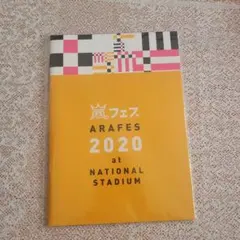 嵐フェス
ARAFES
2020
at
NATIONAL
STADIUM